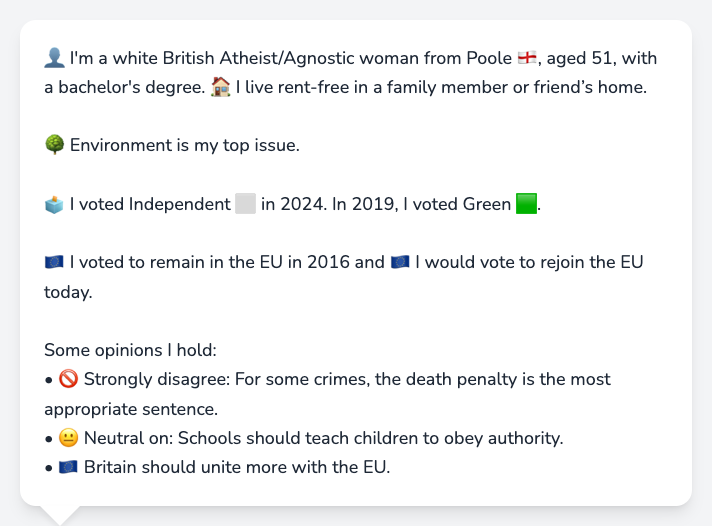 👤 I'm a white British Atheist/Agnostic woman from Poole 🏴󠁧󠁢󠁥󠁮󠁧󠁿, aged 51, with
a bachelor's degree. 🏠 I live rent-free in a family member or friend’s home.
🌳 Environment is my top issue.
🗳️ I voted Independent ⬜ in 2024. In 2019, I voted Green 🟩.
🇪🇺 I voted to remain in the EU in 2016 and 🇪🇺 I would vote to rejoin the EU
today.
Some opinions I hold:
• 🚫 Strongly disagree: For some crimes, the death penalty is the most
appropriate sentence.
• 😐 Neutral on: Schools should teach children to obey authority.
• 🇪🇺 Britain should unite more with the EU.